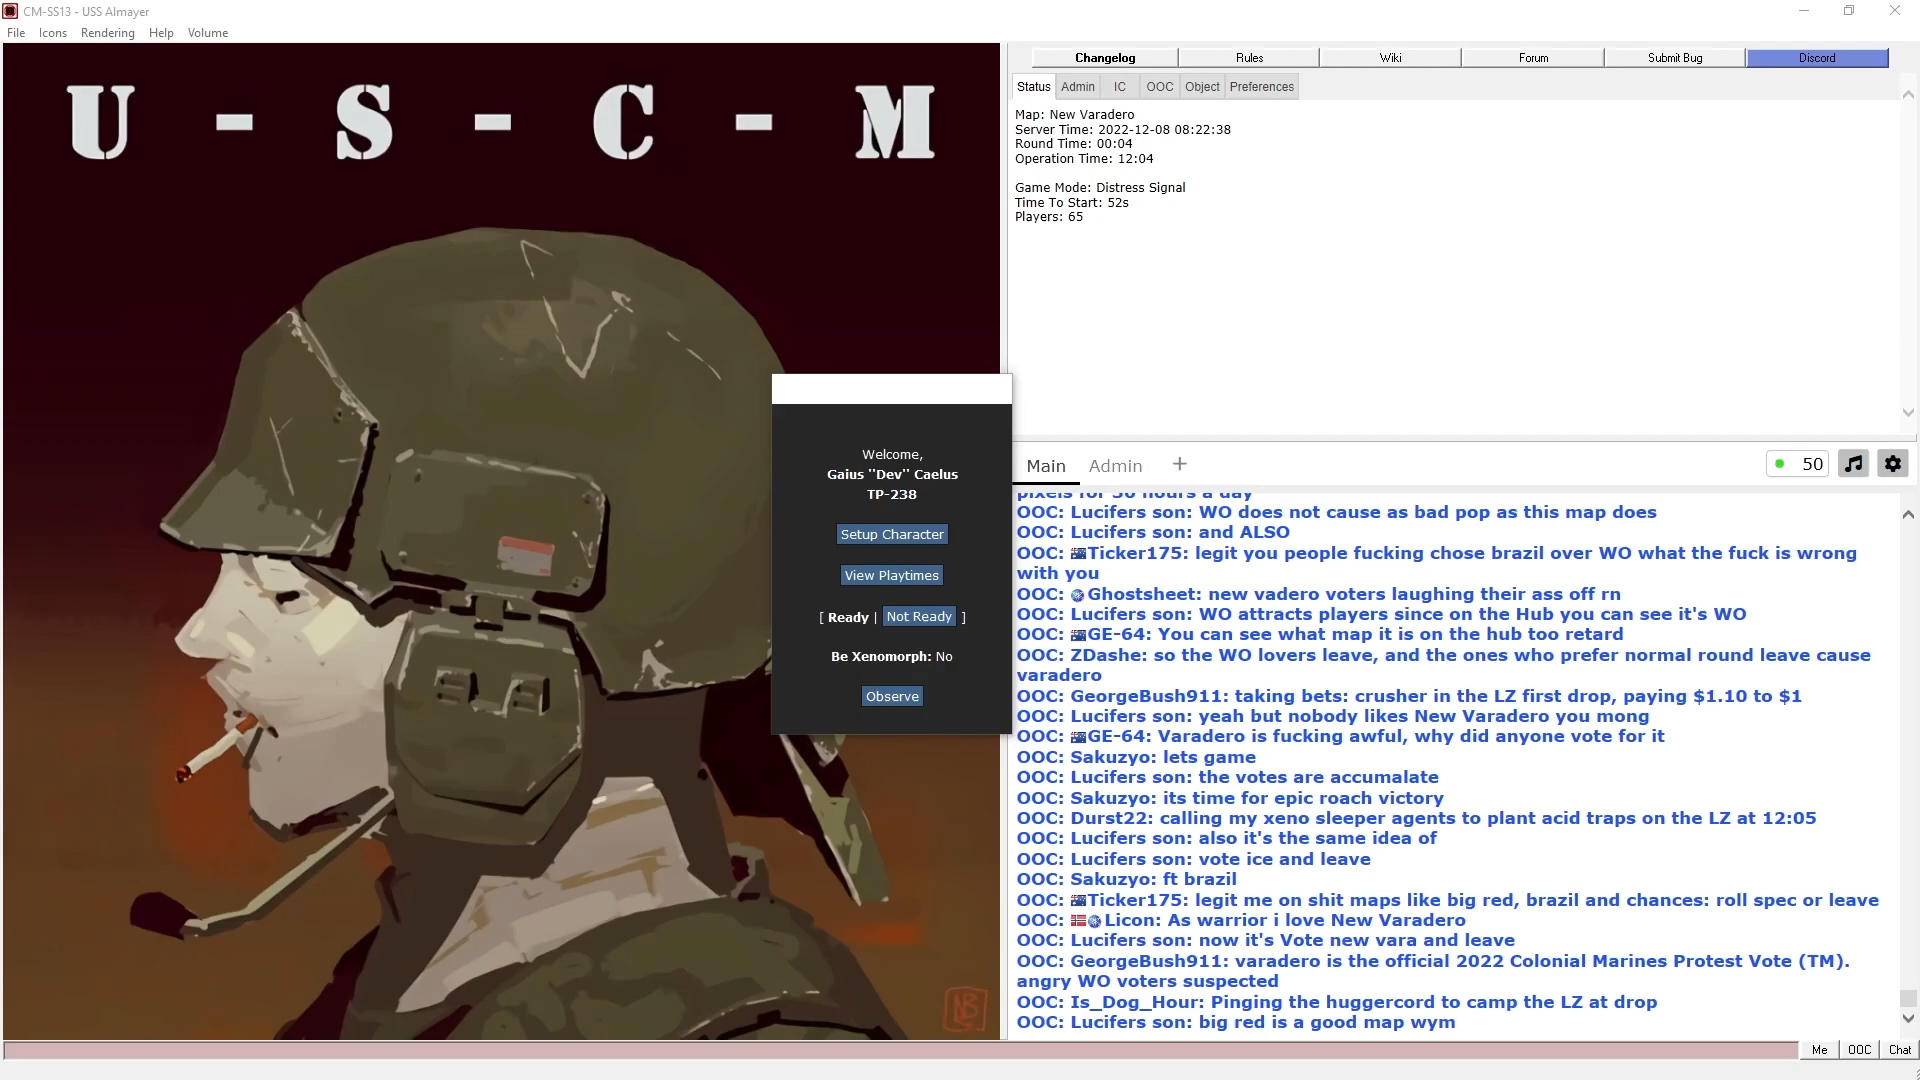 CM-SS13 - USS Almayer
File Icons Rendering Help Volume
U - S - C - M
Changelog Rules Wiki Forum Submit Bug Discord
Status Admin IC OOC Object Preferences
Map: New Varadero
Server Time: 2022-12-08 08:22:38
Round Time: 00:04
Operation Time: 12:04
Game Mode: Distress Signal
Time To Start: 52s
Players: 65
Welcome,
Gaius "Dev" Caelus
TP-238
Setup Character
View Playtimes
[ Ready | Not Ready ]
Be Xenomorph: No
Observe
Main Admin +
50
pixels for 30 hours a day
OOC: Lucifers son: WO does not cause as bad pop as this map does
OOC: Lucifers son: and ALSO
OOC: Ticker175: legit you people fucking chose brazil over WO what the fuck is wrong
with you
OOC: Ghostsheet: new vadero voters laughing their ass off rn
OOC: Lucifers son: WO attracts players since on the Hub you can see it's WO
OOC: GE-64: You can see what map it is on the hub too retard
OOC: ZDashe: so the WO lovers leave, and the ones who prefer normal round leave cause
varadero
OOC: GeorgeBush911: taking bets: crusher in the LZ first drop, paying $1.10 to $1
OOC: Lucifers son: yeah but nobody likes New Varadero you mong
OOC: GE-64: Varadero is fucking awful, why did anyone vote for it
OOC: Sakuzyo: lets game
OOC: Lucifers son: the votes are accumalate
OOC: Sakuzyo: its time for epic roach victory
OOC: Durst22: calling my xeno sleeper agents to plant acid traps on the LZ at 12:05
OOC: Lucifers son: also it's the same idea of
OOC: Lucifers son: vote ice and leave
OOC: Sakuzyo: ft brazil
OOC: Ticker175: legit me on shit maps like big red, brazil and chances: roll spec or leave
OOC: Licon: As warrior i love New Varadero
OOC: Lucifers son: now it's Vote new vara and leave
OOC: GeorgeBush911: varadero is the official 2022 Colonial Marines Protest Vote (TM).
angry WO voters suspected
OOC: Is_Dog_Hour: Pinging the huggercord to camp the LZ at drop
OOC: Lucifers son: big red is a good map wym
Me OOC Chat